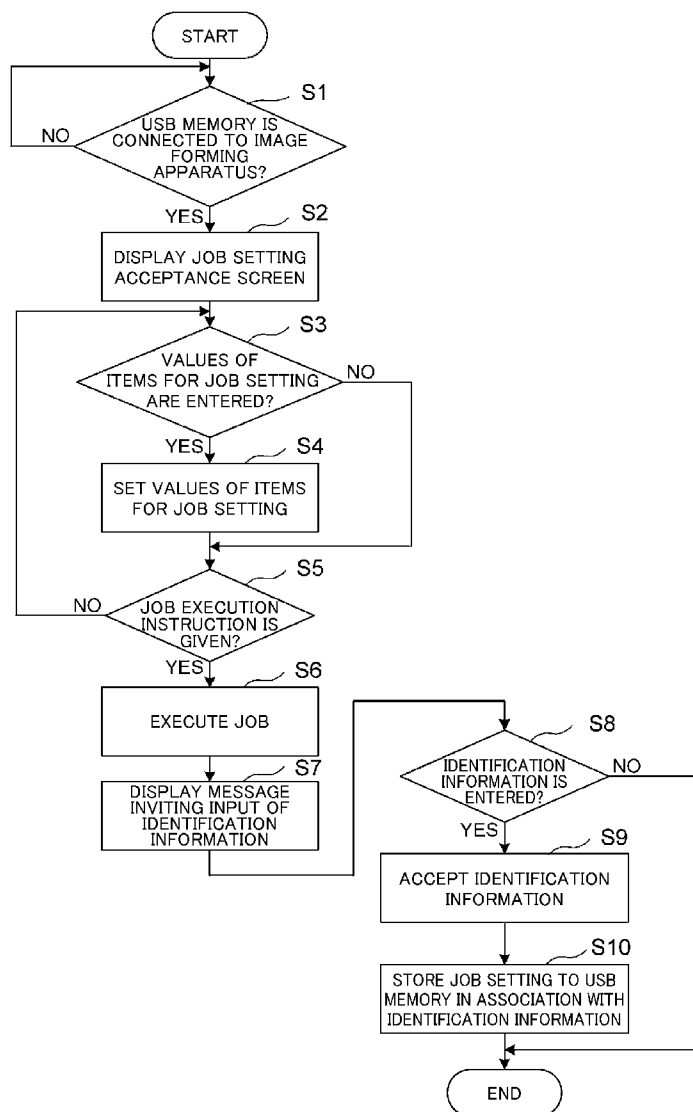 START
S1
USB MEMORY IS
CONNECTED TO IMAGE
FORMING
APPARATUS?
NO
YES
S2
DISPLAY JOB SETTING
ACCEPTANCE SCREEN
S3
VALUES OF
ITEMS FOR JOB SETTING
ARE ENTERED?
NO
YES
S4
SET VALUES OF ITEMS
FOR JOB SETTING
S5
JOB EXECUTION
INSTRUCTION IS
GIVEN?
NO
YES
S6
EXECUTE JOB
S7
DISPLAY MESSAGE
INVITING INPUT OF
IDENTIFICATION
INFORMATION
S8
IDENTIFICATION
INFORMATION IS
ENTERED?
NO
YES
S9
ACCEPT IDENTIFICATION
INFORMATION
S10
STORE JOB SETTING TO USB
MEMORY IN ASSOCIATION WITH
IDENTIFICATION INFORMATION
END